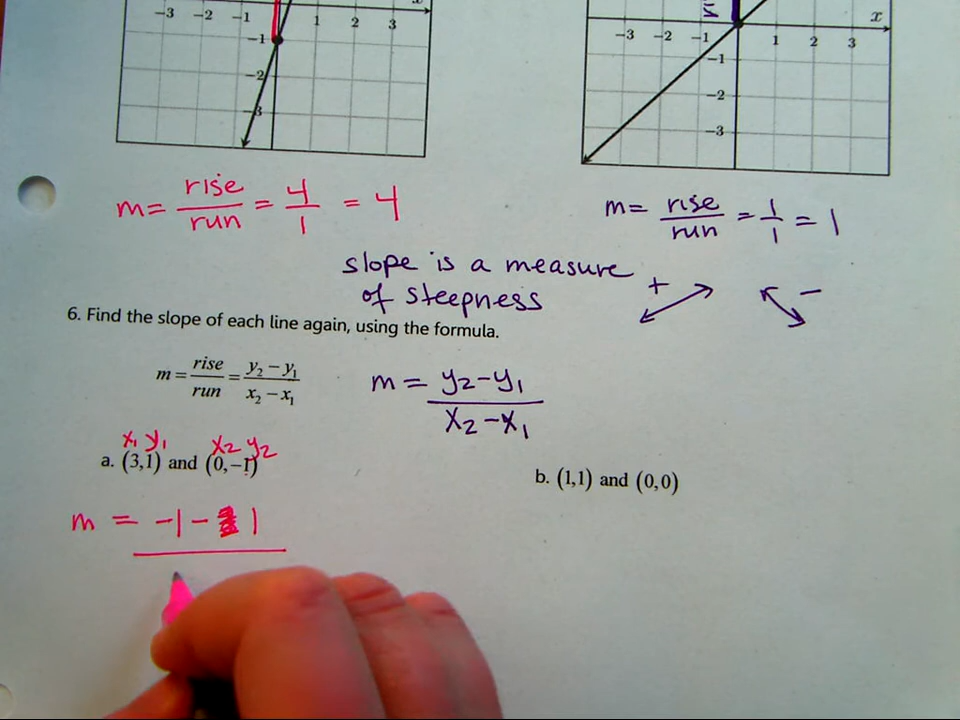 -3 -2 -1 1 2 3
-1
-2
-3
x
-3 -2 -1 1 2 3
-1
-2
-3
m= rise/run = 4/1 = 4
m= rise/run = 1/1 = 1
slope is a measure
of steepness
+ -
6. Find the slope of each line again, using the formula.
m = rise/run = y₂ - y₁/x₂ - x₁
m = y₂-y₁/x₂-x₁
x₁ y₁ x₂ y₂
a. (3,1) and (0,-1)
b. (1,1) and (0,0)
m = -1 - 1